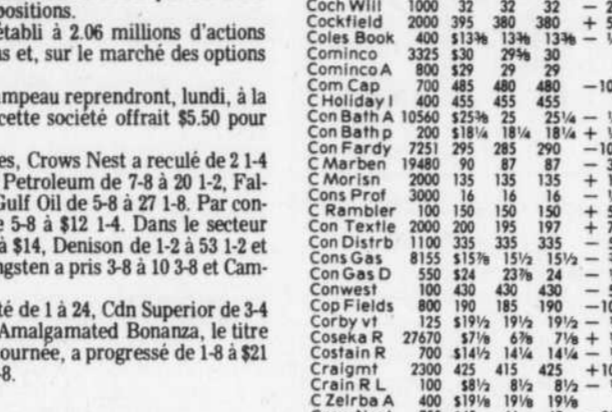 positions.
établi à 2.06 millions d'actions
ns et, sur le marché des options
ampeau reprendront, lundi, à la
cette société offrait $5.50 pour
es, Crows Nest a reculé de 2 1-4
Petroleum de 7-8 à 20 1-2, Fal-
Gulf Oil de 5-8 à 27 1-8. Par con-
e 5-8 à $12 1-4. Dans le secteur
à $14, Denison de 1-2 à 53 1-2 et
ngsten a pris 3-8 à 10 3-8 et Cam-
té de 1 à 24, Cdn Superior de 3-4
Amalgamated Bonanza, le titre
ournée, a progressé de 1-8 à $21
-8.
Coch Will 1000 32 32 32 — 2
Cockfield 2000 395 380 380 + 2
Coles Book 400 $13⅜ 13⅜ 13⅜ —
Cominco 3325 $30 29⅜ 30
Cominco A 800 $29 29 29
Com Cap 700 485 480 480 —10
C Holiday I 400 455 455 455
Con Bath A 10560 $25⅜ 25 25¼ —
Con Bath p 200 $18¼ 18¼ 18¼ +
Con Fardy 7251 295 285 290 —10
C Marben 19480 90 87 87 — 3
C Morisn 2000 135 135 135 + 1
Cons Prof 3000 16 16 16 —
C Rambler 100 150 150 150 +
Con Textle 2000 200 195 197 + 7
Con Distrb 1100 335 335 335 —
Cons Gas 8155 $15⅞ 15½ 15½ —
Con Gas D 550 $24 23⅞ 24 —
Conwest 100 430 430 430 —
Cop Fields 800 190 185 190 —10
Corby vt 125 $19½ 19½ 19½ —
Coseka R 27670 $7⅛ 6⅞ 7⅛ +
Costain R 700 $14½ 14¼ 14¼ —
Craigmt 2300 425 415 425 +10
Crain R L 100 $8½ 8½ 8½ —
C Zelrba A 400 $19⅛ 19⅛ 19⅛